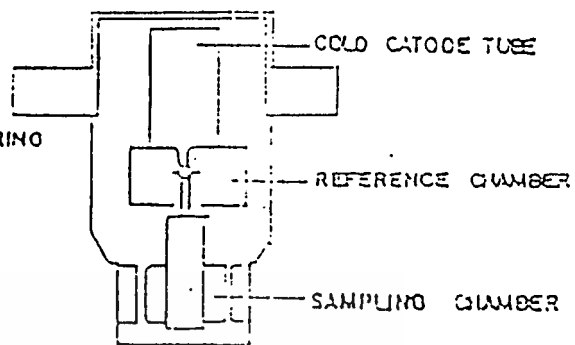 COLD CATODE TUBE
RING
REFERENCE CHAMBER
SAMPLING CHAMBER